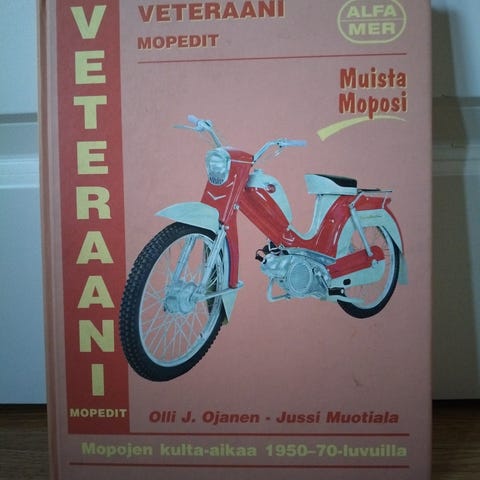 VETERAANI
MOPEDIT
VETERAANI
MOPEDIT
ALFA
MER
Muista
Moposi
Olli J. Ojanen - Jussi Muotiala
Mopojen kulta-aikaa 1950–70-luvuilla